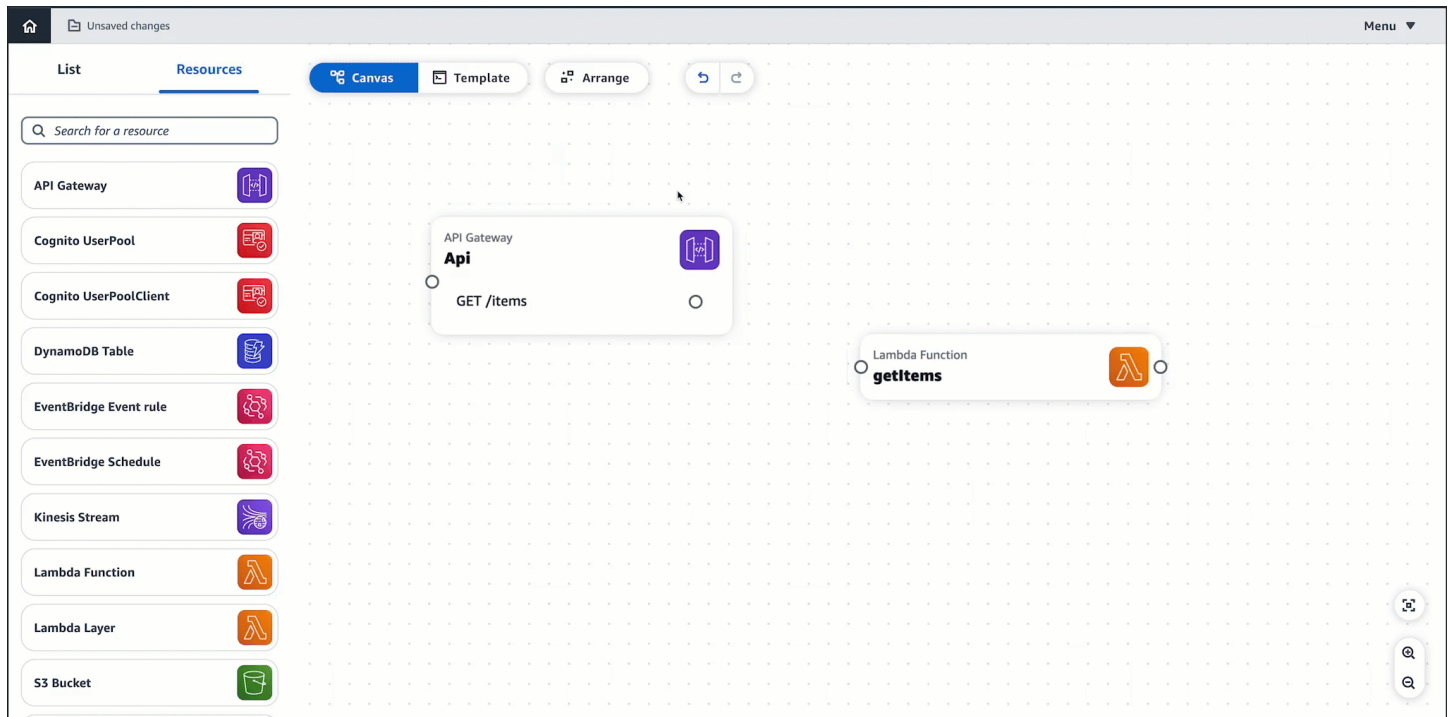 Unsaved changes
Menu
List
Resources
Canvas
Template
Arrange
Search for a resource
API Gateway
Cognito UserPool
Cognito UserPoolClient
DynamoDB Table
EventBridge Event rule
EventBridge Schedule
Kinesis Stream
Lambda Function
Lambda Layer
S3 Bucket
API Gateway
Api
GET /items
Lambda Function
getItems